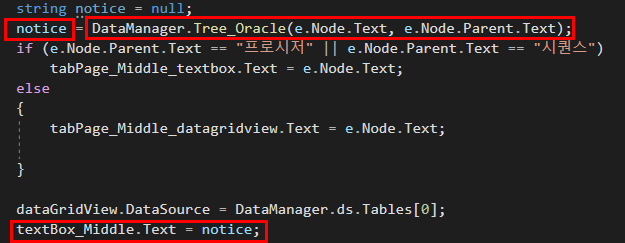 string notice = null;
notice = DataManager.Tree_Oracle(e.Node.Text, e.Node.Parent.Text);
if (e.Node.Parent.Text == "프로시저" || e.Node.Parent.Text == "시퀀스")
tabPage_Middle_textbox.Text = e.Node.Text;
else
{
tabPage_Middle_datagridview.Text = e.Node.Text;
}
dataGridView.DataSource = DataManager.ds.Tables[0];
textBox_Middle.Text = notice;